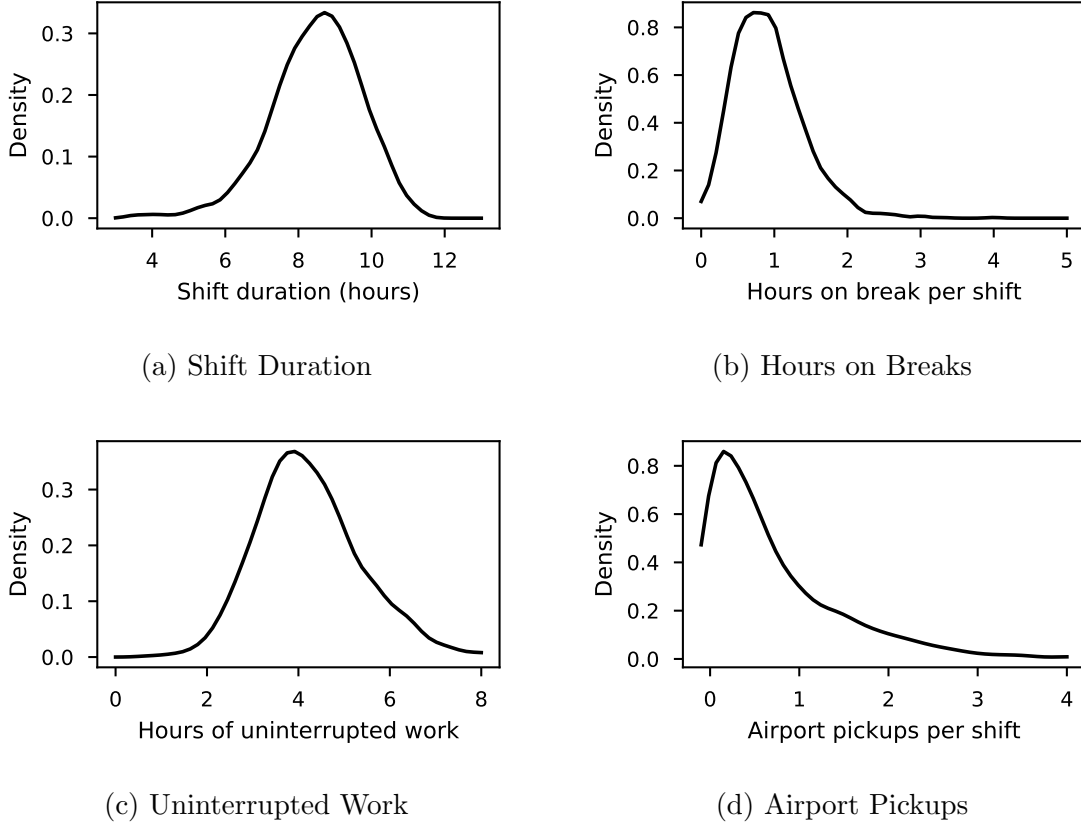 Density
0.3
0.2
0.1
0.0
4 6 8 10 12
Shift duration (hours)
(a) Shift Duration
Density
0.8
0.6
0.4
0.2
0.0
0 1 2 3 4 5
Hours on break per shift
(b) Hours on Breaks
Density
0.3
0.2
0.1
0.0
0 2 4 6 8
Hours of uninterrupted work
(c) Uninterrupted Work
Density
0.8
0.6
0.4
0.2
0.0
0 1 2 3 4
Airport pickups per shift
(d) Airport Pickups